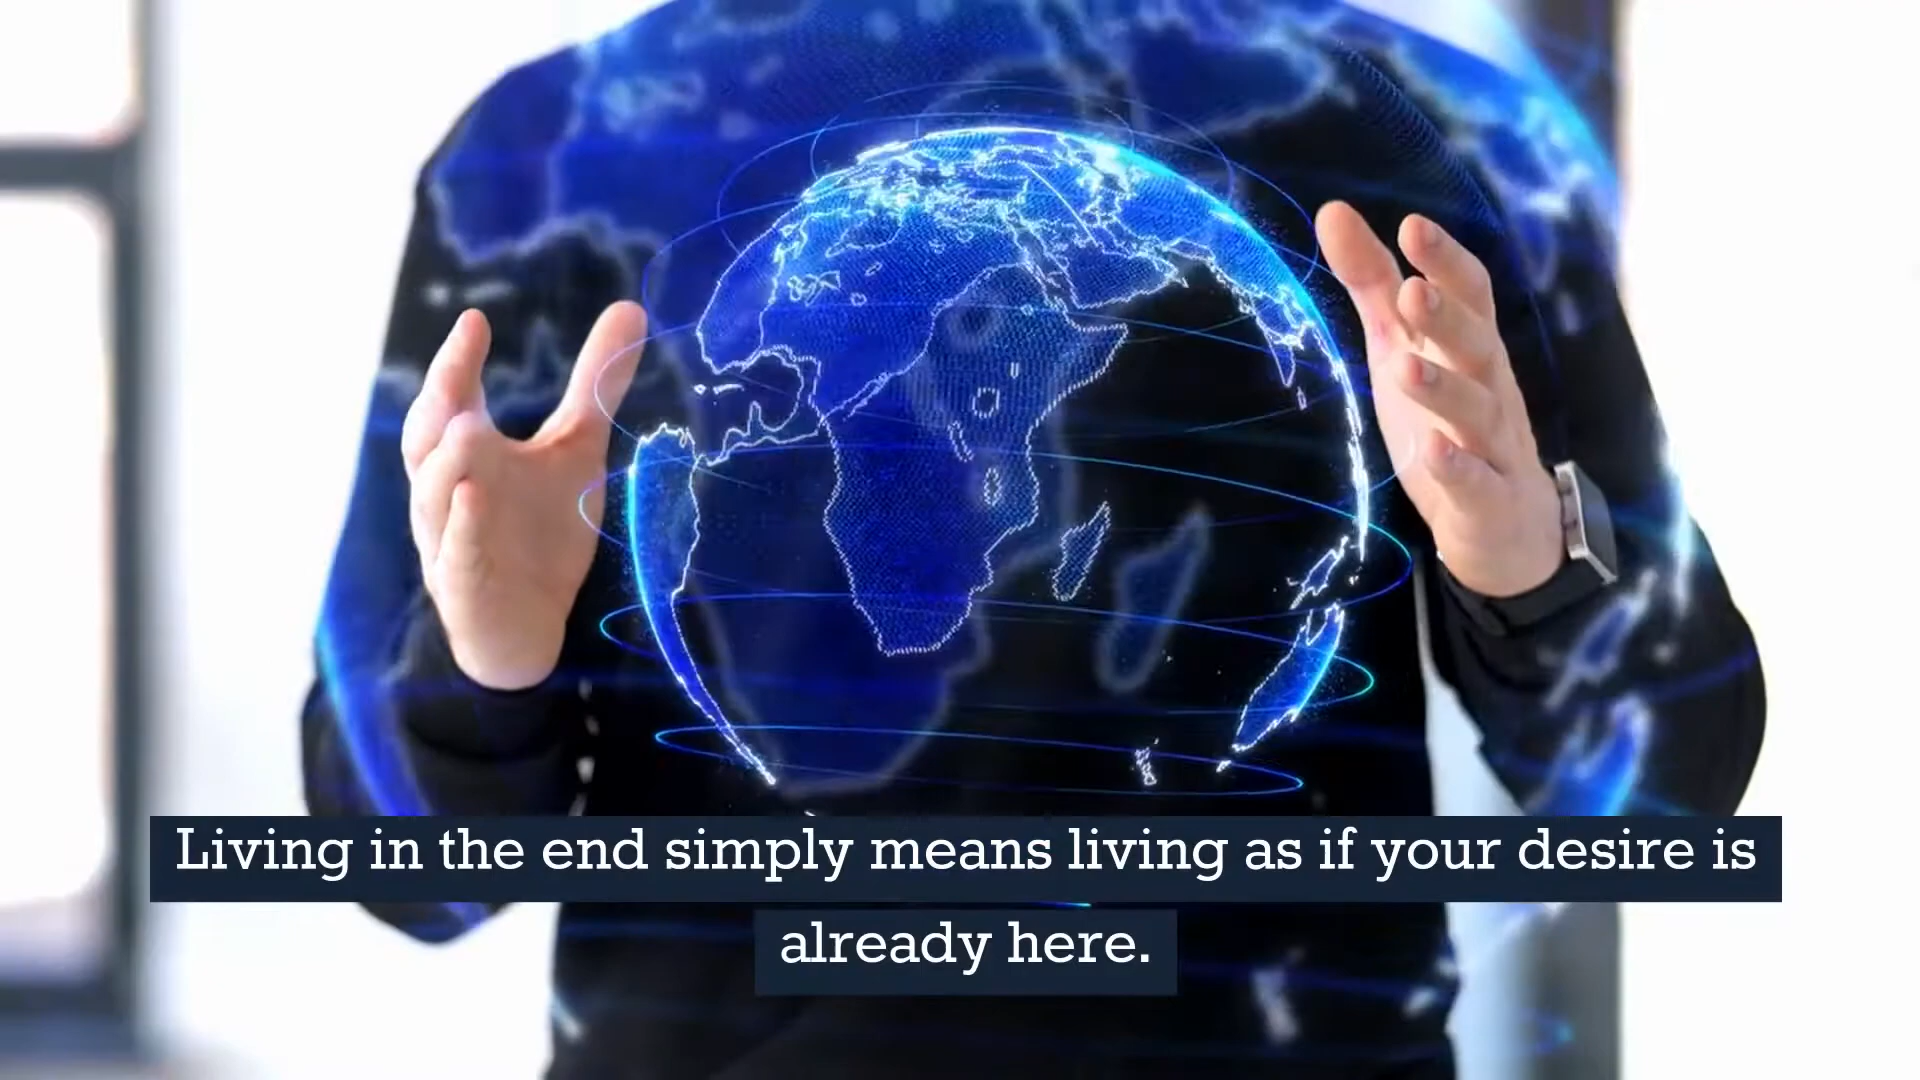 Living in the end simply means living as if your desire is
already here.